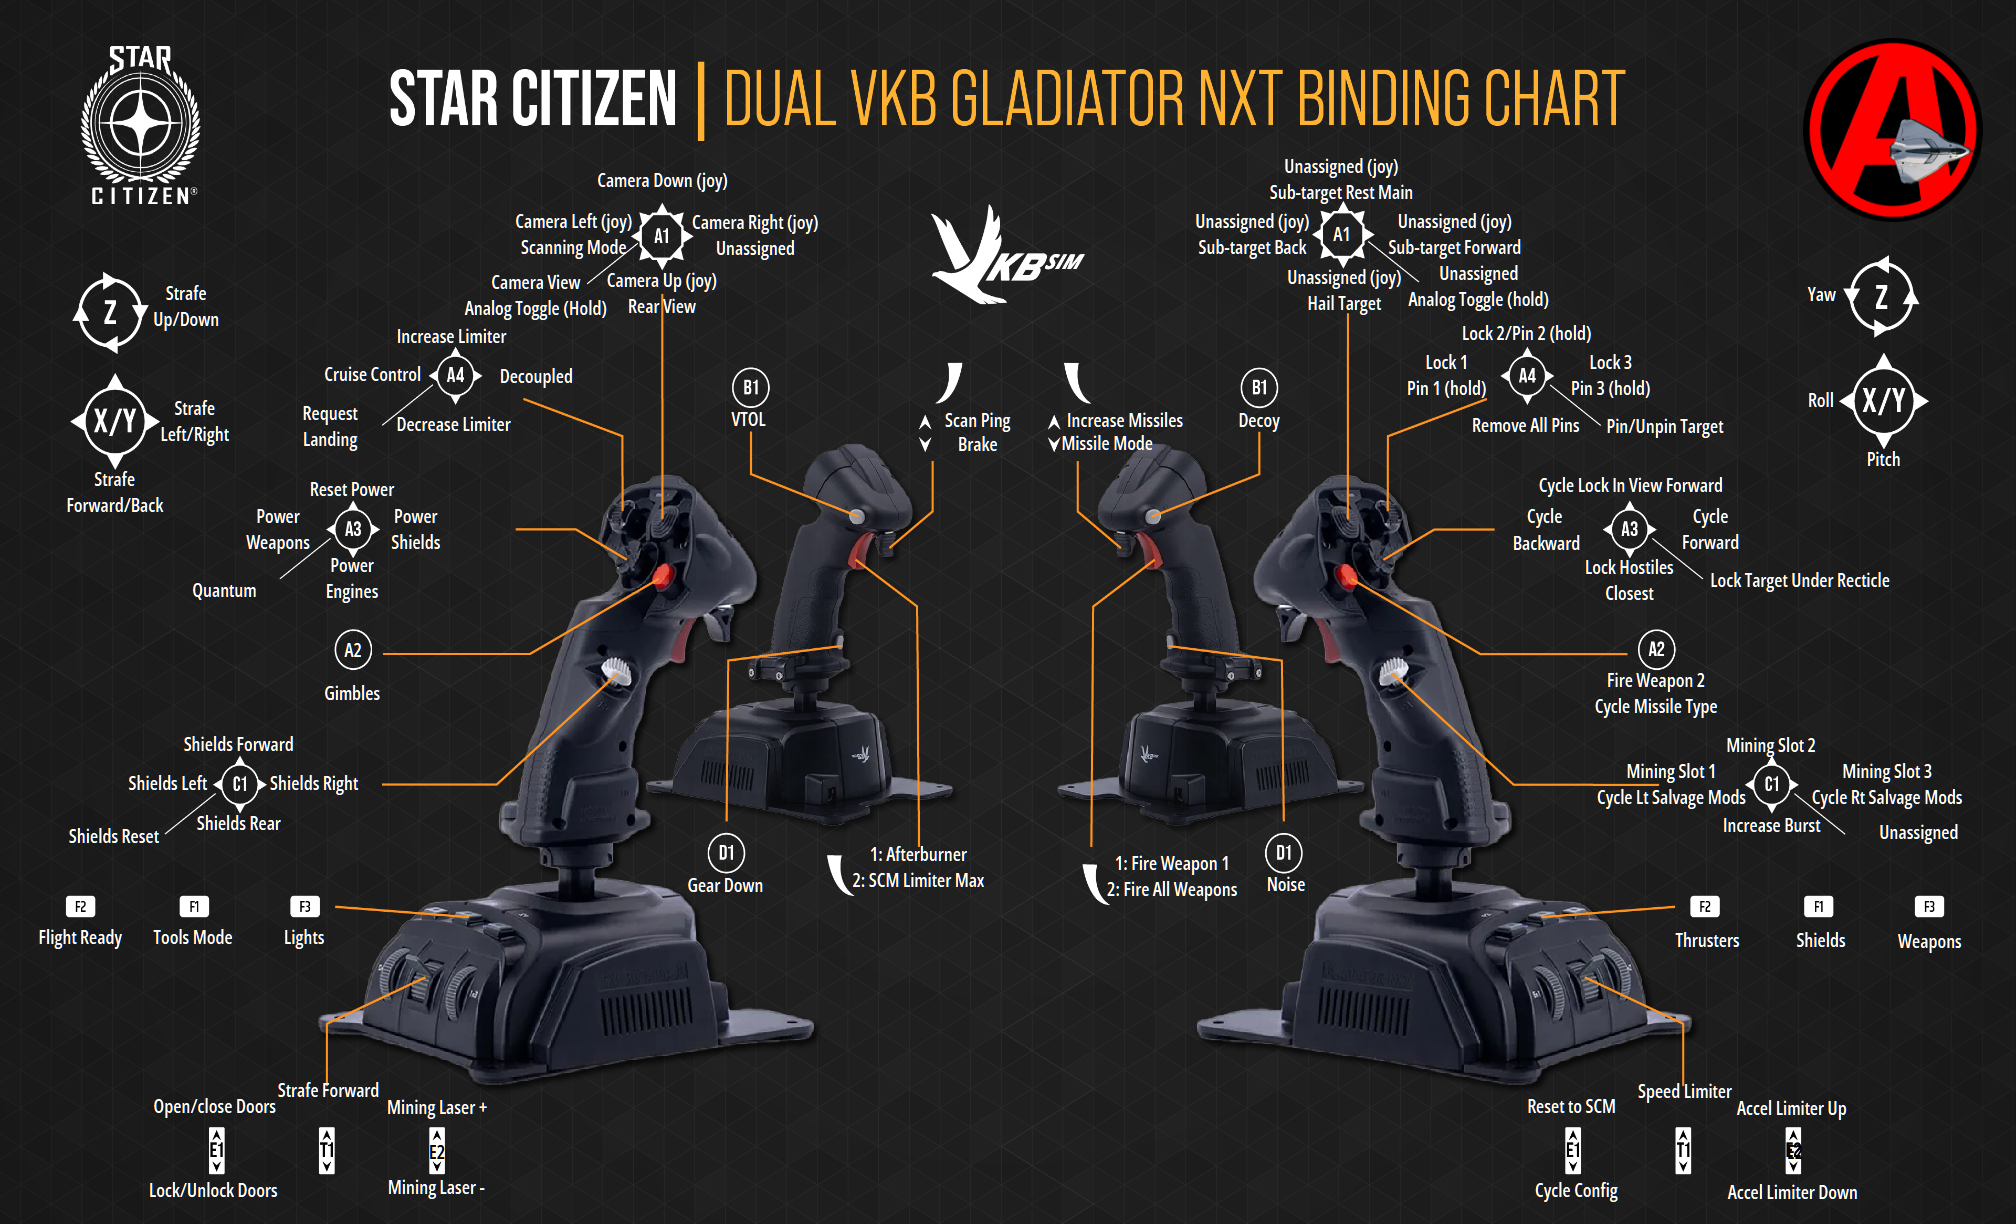 STAR
CITIZEN®
STAR CITIZEN | DUAL VKB GLADIATOR NXT BINDING CHART
A
Camera Down (joy)
Camera Left (joy)
Scanning Mode
A1
Camera Right (joy)
Unassigned
Camera View
Analog Toggle (Hold)
Camera Up (joy)
Rear View
VKBSIM
Unassigned (joy)
Sub-target Rest Main
Unassigned (joy)
Sub-target Back
A1
Unassigned (joy)
Sub-target Forward
Unassigned (joy)
Hail Target
Unassigned
Analog Toggle (hold)
Z
Strafe
Up/Down
X/Y
Strafe
Left/Right
Strafe
Forward/Back
Increase Limiter
Cruise Control
A4
Decoupled
Request
Landing
Decrease Limiter
B1
VTOL
Scan Ping
Brake
Increase Missiles
Missile Mode
B1
Decoy
Lock 2/Pin 2 (hold)
Lock 1
Pin 1 (hold)
A4
Lock 3
Pin 3 (hold)
Remove All Pins
Pin/Unpin Target
Yaw
Z
Roll
X/Y
Pitch
Reset Power
Power
Weapons
A3
Power
Shields
Quantum
Power
Engines
Cycle Lock In View Forward
Cycle
Backward
A3
Cycle
Forward
Lock Hostiles
Closest
Lock Target Under Recticle
A2
Gimbles
A2
Fire Weapon 2
Cycle Missile Type
Shields Forward
Shields Left
C1
Shields Right
Shields Reset
Shields Rear
Mining Slot 2
Mining Slot 1
Cycle Lt Salvage Mods
C1
Mining Slot 3
Cycle Rt Salvage Mods
Increase Burst
Unassigned
D1
Gear Down
1: Afterburner
2: SCM Limiter Max
1: Fire Weapon 1
2: Fire All Weapons
D1
Noise
F2
Flight Ready
F1
Tools Mode
F3
Lights
F2
Thrusters
F1
Shields
F3
Weapons
Open/close Doors
E1
Lock/Unlock Doors
Strafe Forward
T1
Mining Laser +
E2
Mining Laser -
Reset to SCM
E1
Cycle Config
Speed Limiter
T1
Accel Limiter Up
E2
Accel Limiter Down